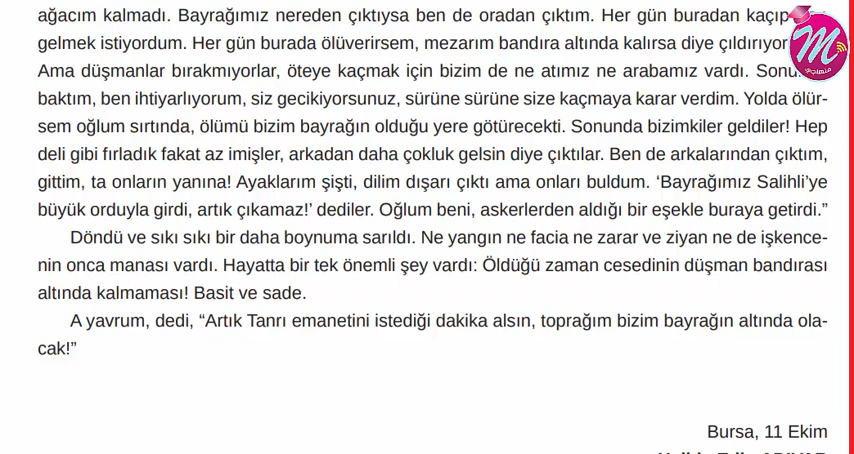 ağacım kalmadı. Bayrağımız nereden çıktıysa ben de oradan çıktım. Her gün buradan kaçıp
gelmek istiyordum. Her gün burada ölüverirsem, mezarım bandıra altında kalırsa diye
Ama düşmanlar bırakmıyorlar, öteye kaçmak için bizim de ne atımız ne arabamız vardı.
baktım, ben ihtiyarlıyorum, siz gecikiyorsunuz, sürüne sürüne size kaçmaya karar verdim. Yolda ölür-
sem oğlum sırtında, ölümü bizim bayrağın olduğu yere götürecekti. Sonunda bizimkiler geldiler! Hep
deli gibi fırladık fakat az imişler, arkadan daha çokluk gelsin diye çıktılar. Ben de arkalarından çıktım,
gittim, ta onların yanına! Ayaklarım şişti, dilim dışarı çıktı ama onları buldum. ‘Bayrağımız Salihli’ye
büyük orduyla girdi, artık çıkamaz!’ dediler. Oğlum beni, askerlerden aldığı bir eşekle buraya getirdi.”
Döndü ve sıkı sıkı bir daha boynuma sarıldı. Ne yangın ne facia ne zarar ve ziyan ne de işkence-
nin onca manası vardı. Hayatta bir tek önemli şey vardı: Öldüğü zaman cesedinin düşman bandırası
altında kalmaması! Basit ve sade.
A yavrum, dedi, “Artık Tanrı emanetini istediği dakika alsın, toprağım bizim bayrağın altında ola-
cak!”
Bursa, 11 Ekim